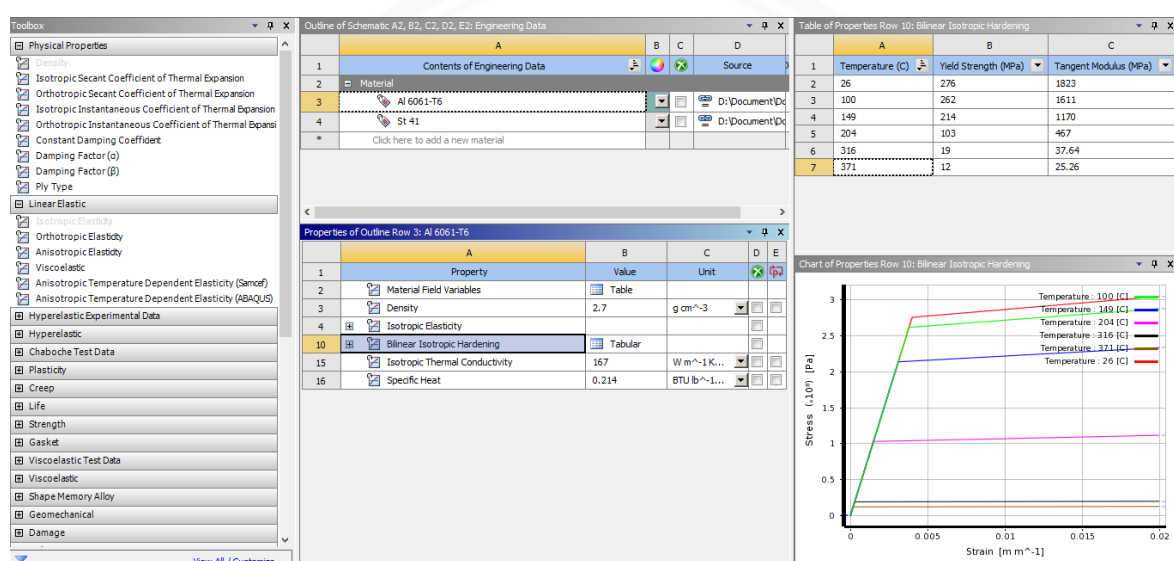 Toolbox
Physical Properties
Density
Isotropic Secant Coefficient of Thermal Expansion
Orthotropic Secant Coefficient of Thermal Expansion
Isotropic Instantaneous Coefficient of Thermal Expansion
Orthotropic Instantaneous Coefficient of Thermal Expansi
Constant Damping Coefficient
Damping Factor (α)
Damping Factor (β)
Ply Type
Linear Elastic
Isotropic Elasticity
Orthotropic Elasticity
Anisotropic Elasticity
Viscoelastic
Anisotropic Temperature Dependent Elasticity (Samcef)
Anisotropic Temperature Dependent Elasticity (ABAQUS)
Hyperelastic Experimental Data
Hyperelastic
Chaboche Test Data
Plasticity
Creep
Life
Strength
Gasket
Viscoelastic Test Data
Viscoelastic
Shape Memory Alloy
Geomechanical
Damage
View All / Customize
Outline of Schematic A2, B2, C2, D2, E2: Engineering Data
A B C D
1 Contents of Engineering Data Source
2 Material
3 Al 6061-T6 D:\Document\Do
4 St 41 D:\Document\Do
* Click here to add a new material
Properties of Outline Row 3: Al 6061-T6
A B C D E
1 Property Value Unit
2 Material Field Variables Table
3 Density 2.7 g cm^-3
4 Isotropic Elasticity
10 Bilinear Isotropic Hardening Tabular
15 Isotropic Thermal Conductivity 167 W m^-1 K...
16 Specific Heat 0.214 BTU lb^-1...
Table of Properties Row 10: Bilinear Isotropic Hardening
A B C
1 Temperature (C) Yield Strength (MPa) Tangent Modulus (MPa)
2 26 276 1823
3 100 262 1611
4 149 214 1170
5 204 103 467
6 316 19 37.64
7 371 12 25.26
Chart of Properties Row 10: Bilinear Isotropic Hardening
Temperature : 100 [C]
Temperature : 149 [C]
Temperature : 204 [C]
Temperature : 316 [C]
Temperature : 371 [C]
Temperature : 26 [C]
3
2.5
2
1.5
1
0.5
0
Stress (.10⁸) [Pa]
0 0.005 0.01 0.015 0.02
Strain [m m^-1]